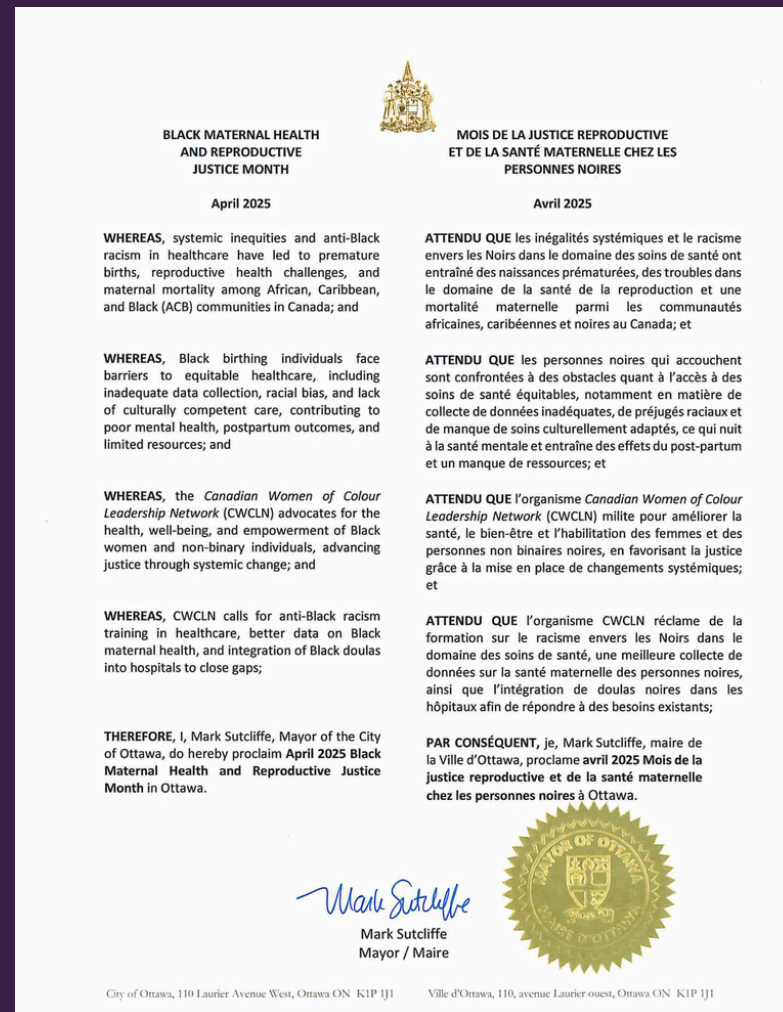 BLACK MATERNAL HEALTH
AND REPRODUCTIVE
JUSTICE MONTH
April 2025
WHEREAS, systemic inequities and anti-Black
racism in healthcare have led to premature
births, reproductive health challenges, and
maternal mortality among African, Caribbean,
and Black (ACB) communities in Canada; and
WHEREAS, Black birthing individuals face
barriers to equitable healthcare, including
inadequate data collection, racial bias, and lack
of culturally competent care, contributing to
poor mental health, postpartum outcomes, and
limited resources; and
WHEREAS, the Canadian Women of Colour
Leadership Network (CWCLN) advocates for the
health, well-being, and empowerment of Black
women and non-binary individuals, advancing
justice through systemic change; and
WHEREAS, CWCLN calls for anti-Black racism
training in healthcare, better data on Black
maternal health, and integration of Black doulas
into hospitals to close gaps;
THEREFORE, I, Mark Sutcliffe, Mayor of the City
of Ottawa, do hereby proclaim April 2025 Black
Maternal Health and Reproductive Justice
Month in Ottawa.
MOIS DE LA JUSTICE REPRODUCTIVE
ET DE LA SANTÉ MATERNELLE CHEZ LES
PERSONNES NOIRES
Avril 2025
ATTENDU QUE les inégalités systémiques et le racisme
envers les Noirs dans le domaine des soins de santé ont
entraîné des naissances prématurées, des troubles dans
le domaine de la santé de la reproduction et une
mortalité maternelle parmi les communautés
africaines, caribéennes et noires au Canada; et
ATTENDU QUE les personnes noires qui accouchent
sont confrontées à des obstacles quant à l'accès à des
soins de santé équitables, notamment en matière de
collecte de données inadéquates, de préjugés raciaux et
de manque de soins culturellement adaptés, ce qui nuit
à la santé mentale et entraîne des effets du post-partum
et un manque de ressources; et
ATTENDU QUE l'organisme Canadian Women of Colour
Leadership Network (CWCLN) milite pour améliorer la
santé, le bien-être et l'habilitation des femmes et des
personnes non binaires noires, en favorisant la justice
grâce à la mise en place de changements systémiques;
et
ATTENDU QUE l'organisme CWCLN réclame de la
formation sur le racisme envers les Noirs dans le
domaine des soins de santé, une meilleure collecte de
données sur la santé maternelle des personnes noires,
ainsi que l'intégration de doulas noires dans les
hôpitaux afin de répondre à des besoins existants;
PAR CONSÉQUENT, je, Mark Sutcliffe, maire de
la Ville d'Ottawa, proclame avril 2025 Mois de la
justice reproductive et de la santé maternelle
chez les personnes noires à Ottawa.
Mark Sutcliffe
Mark Sutcliffe
Mayor / Maire
MAYOR OF OTTAWA
MAIRE D'OTTAWA
City of Ottawa, 110 Laurier Avenue West, Ottawa ON K1P 1J1
Ville d'Ottawa, 110, avenue Laurier ouest, Ottawa ON K1P 1J1